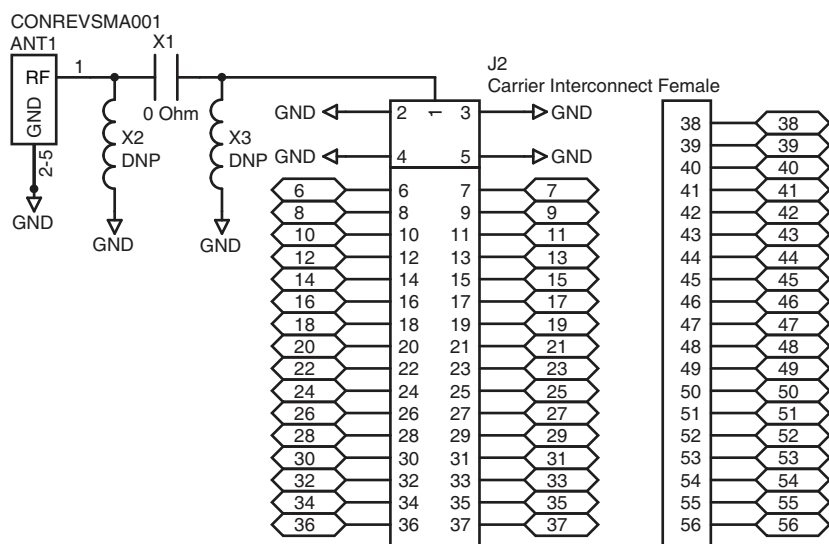 CONREVSMA001
ANT1
X1
RF
1
GND
2-5
X2
DNP
0 Ohm
X3
DNP
GND
GND
GND
J2
Carrier Interconnect Female
GND 2 1 3 GND
GND 4 5 GND
6 6 7 7
8 8 9 9
10 10 11 11
12 12 13 13
14 14 15 15
16 16 17 17
18 18 19 19
20 20 21 21
22 22 23 23
24 24 25 25
26 26 27 27
28 28 29 29
30 30 31 31
32 32 33 33
34 34 35 35
36 36 37 37
38 38
39 39
40 40
41 41
42 42
43 43
44 44
45 45
46 46
47 47
48 48
49 49
50 50
51 51
52 52
53 53
54 54
55 55
56 56